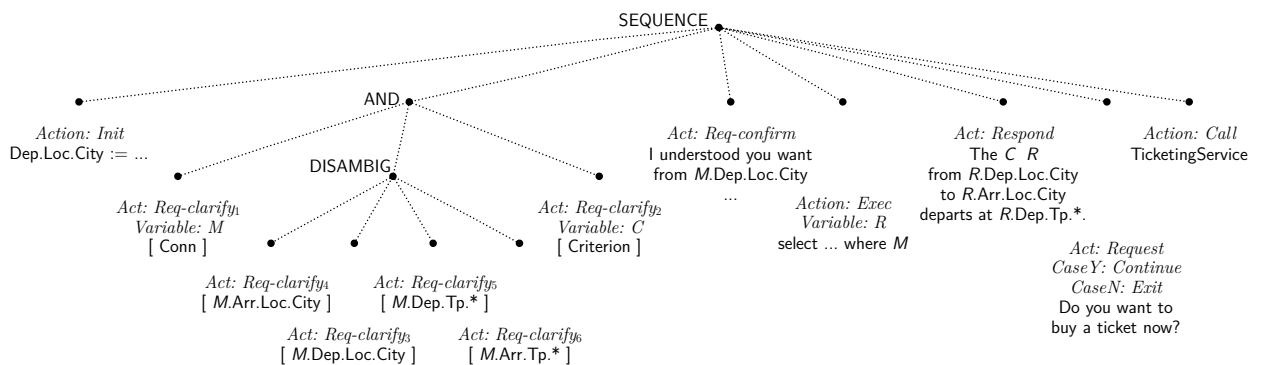 SEQUENCE
AND
Action: Init
Dep.Loc.City := ...
DISAMBIG
Act: Req-clarify₁
Variable: M
[ Conn ]
Act: Req-clarify₄
[ M.Arr.Loc.City ]
Act: Req-clarify₃
[ M.Dep.Loc.City ]
Act: Req-clarify₅
[ M.Dep.Tp.* ]
Act: Req-clarify₆
[ M.Arr.Tp.* ]
Act: Req-clarify₂
Variable: C
[ Criterion ]
Act: Req-confirm
I understood you want
from M.Dep.Loc.City
...
Action: Exec
Variable: R
select ... where M
Act: Respond
The C R
from R.Dep.Loc.City
to R.Arr.Loc.City
departs at R.Dep.Tp.*.
Act: Request
CaseY: Continue
CaseN: Exit
Do you want to
buy a ticket now?
Action: Call
TicketingService